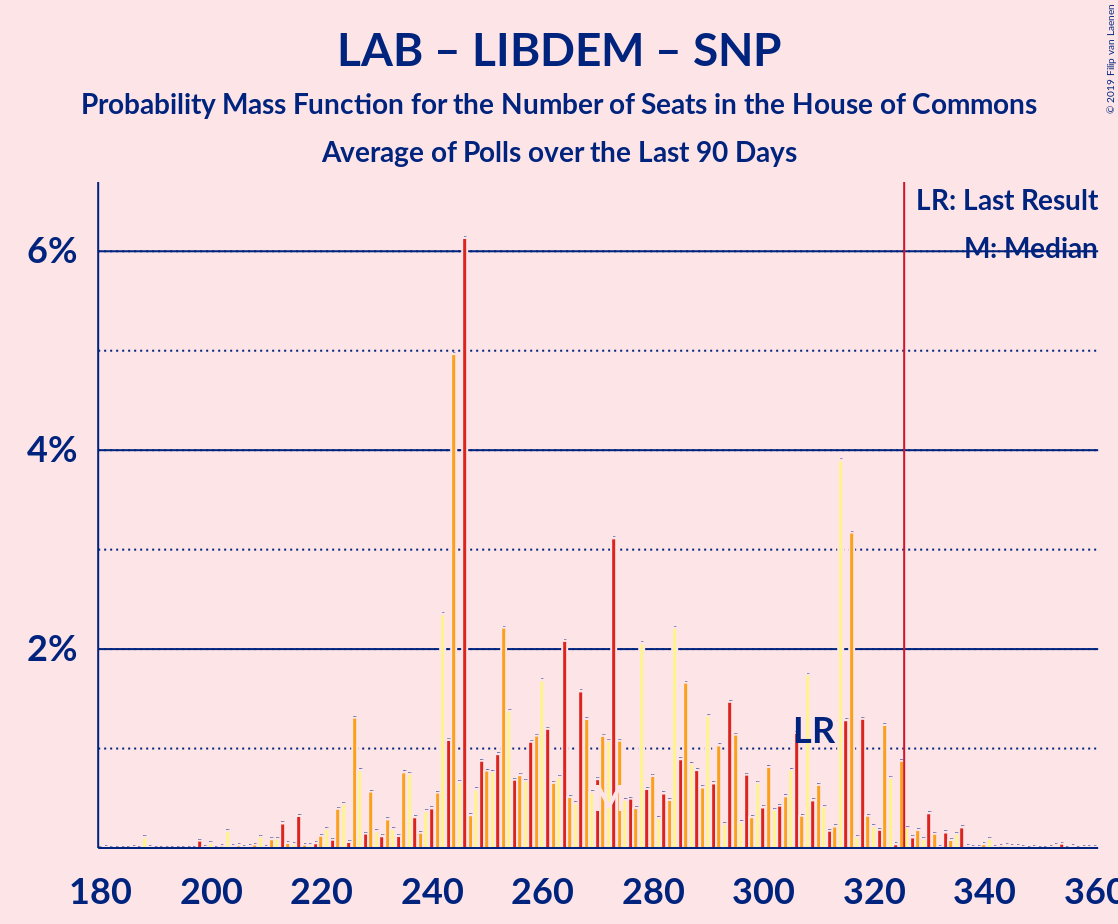 LAB – LIBDEM – SNP
Probability Mass Function for the Number of Seats in the House of Commons
Average of Polls over the Last 90 Days
© 2019 Filip van Laenen
LR: Last Result
M: Median
6%
4%
2%
LR
M
180 200 220 240 260 280 300 320 340 360